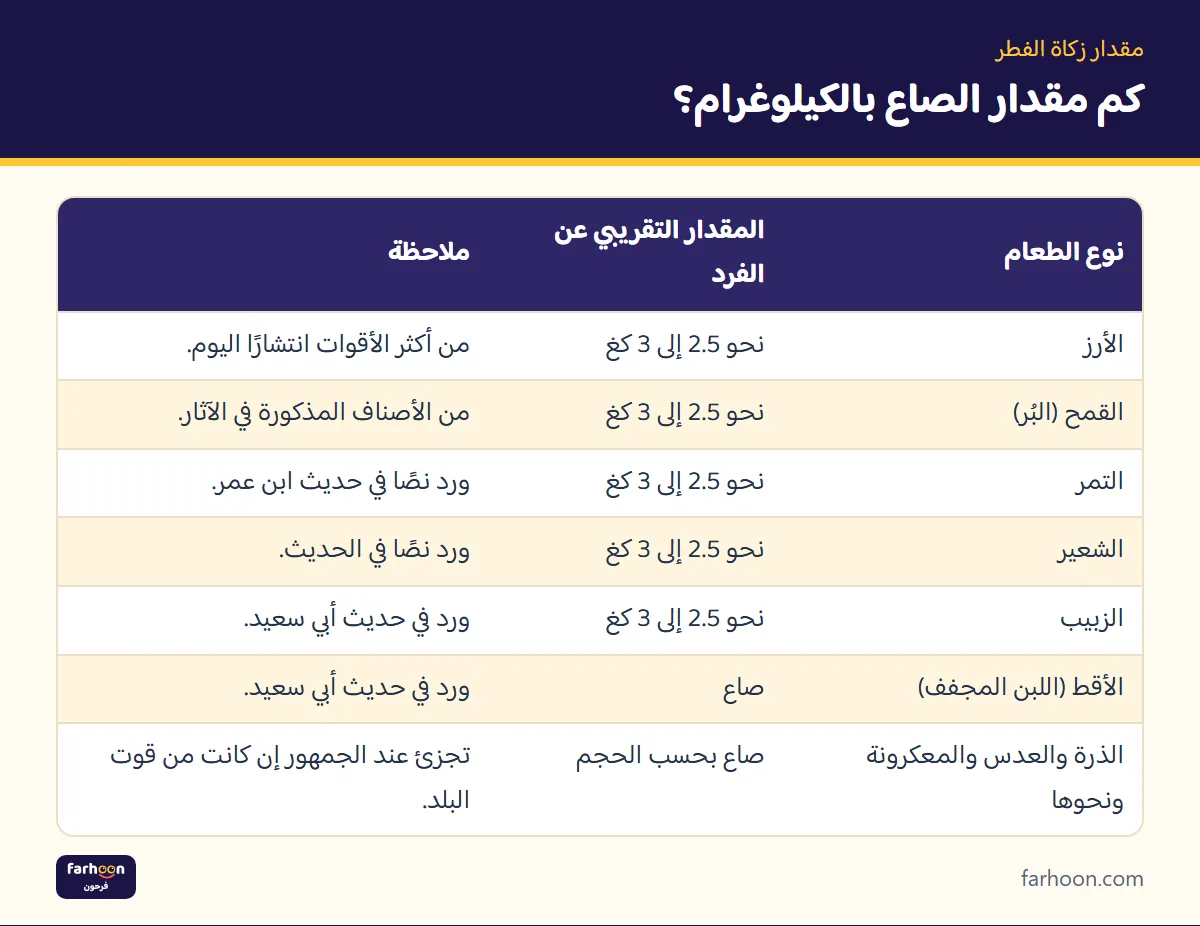 مقدار زكاة الفطر
كم مقدار الصاع بالكيلوغرام؟
نوع الطعام
المقدار التقريبي عن
الفرد
ملاحظة
الأرز
نحو 2.5 إلى 3 كغ
من أكثر الأقوات انتشارًا اليوم.
القمح (البُر)
نحو 2.5 إلى 3 كغ
من الأصناف المذكورة في الآثار.
التمر
نحو 2.5 إلى 3 كغ
ورد نصًا في حديث ابن عمر.
الشعير
نحو 2.5 إلى 3 كغ
ورد نصًا في الحديث.
الزبيب
نحو 2.5 إلى 3 كغ
ورد في حديث أبي سعيد.
الأقط (اللبن المجفف)
صاع
ورد في حديث أبي سعيد.
الذرة والعدس والمعكرونة
ونحوها
صاع بحسب الحجم
تجزئ عند الجمهور إن كانت من قوت
البلد.
farhoon.com
farhoon
فرحون